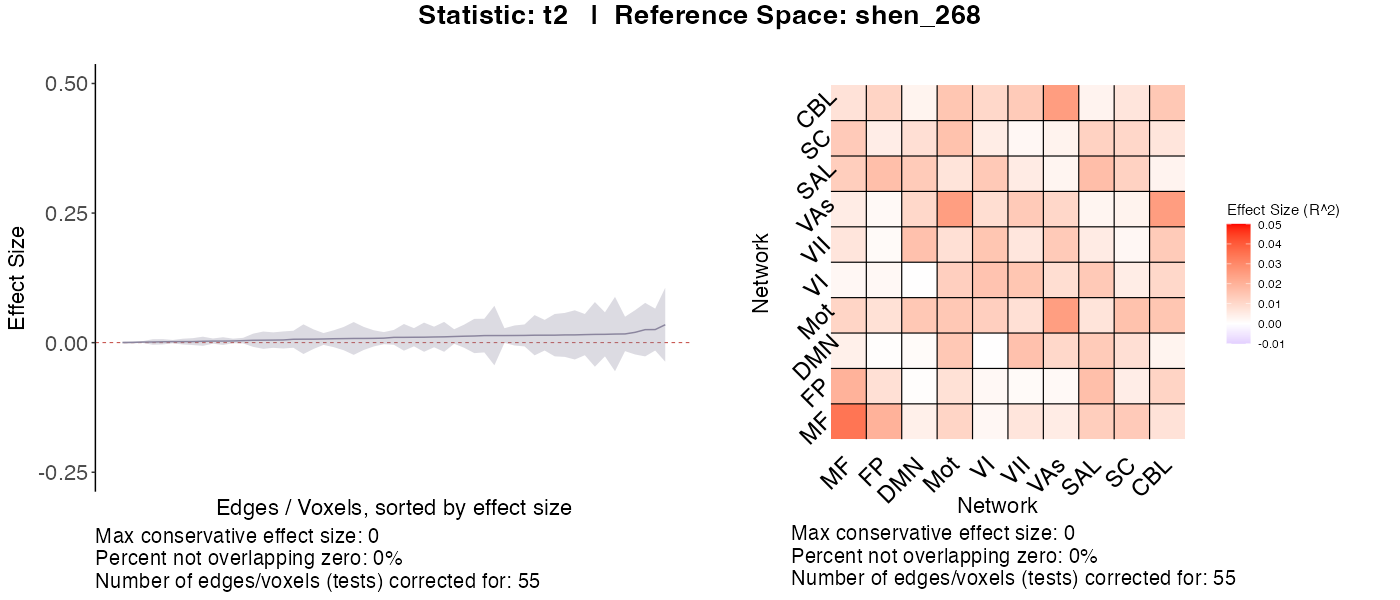 Statistic: t2 | Reference Space: shen_268
0.50
0.25
0.00
-0.25
Effect Size
Edges / Voxels, sorted by effect size
Max conservative effect size: 0
Percent not overlapping zero: 0%
Number of edges/voxels (tests) corrected for: 55
Network
CBL
SC
SAL
VAs
VII
VI
Mot
DMN
FP
MF
MF FP DMN Mot VI VII VAs SAL SC CBL
Network
Effect Size (R^2)
0.05
0.04
0.03
0.02
0.01
0.00
-0.01
Max conservative effect size: 0
Percent not overlapping zero: 0%
Number of edges/voxels (tests) corrected for: 55